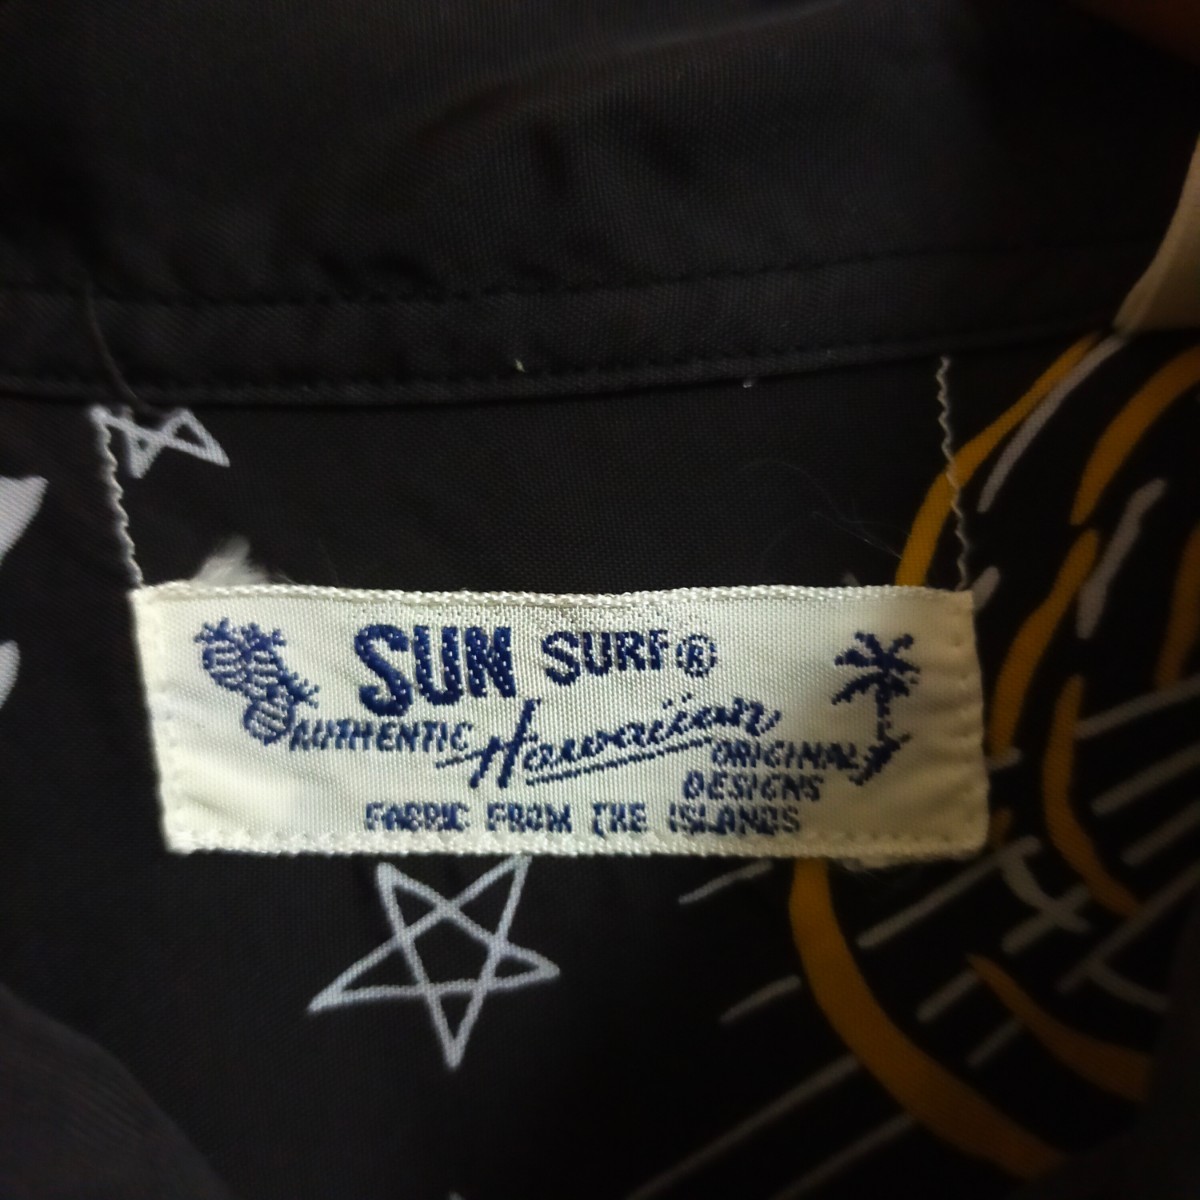 SUN SURF®
AUTHENTIC Hawaiian ORIGINAL
DESIGNS
FABRIC FROM THE ISLANDS